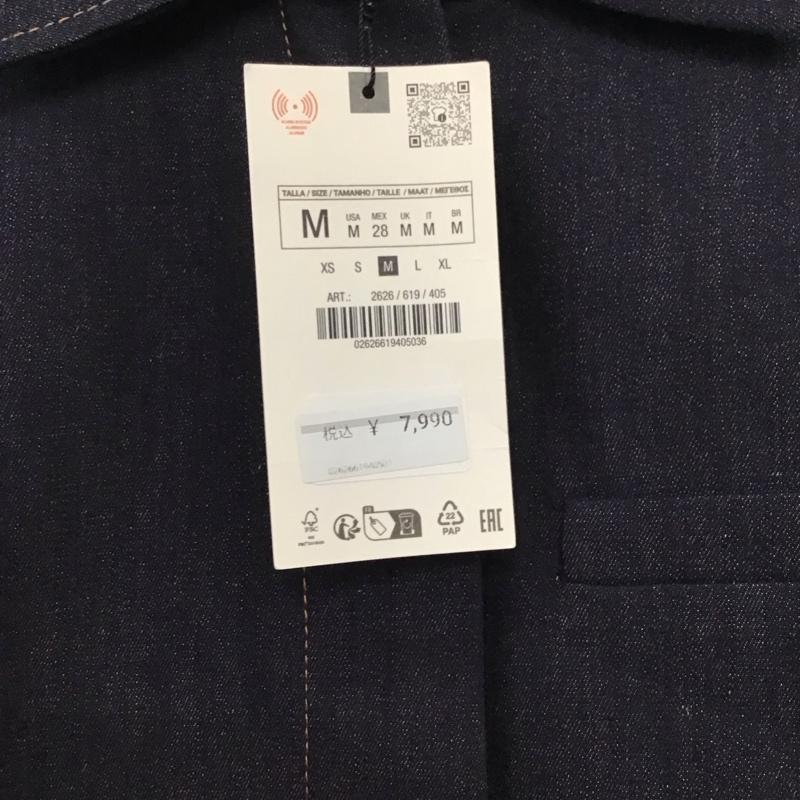 TALLA / SIZE / TAMANHO / TAILLE / MAAT / ΜΕΓΕΘΟΣ
M
USA MEX UK IT BR
M 28 M M M
XS S M L XL
ART.: 2626 / 619 / 405
02626619405036
税込 ¥ 7,990
FSC
22
PAP
EAC